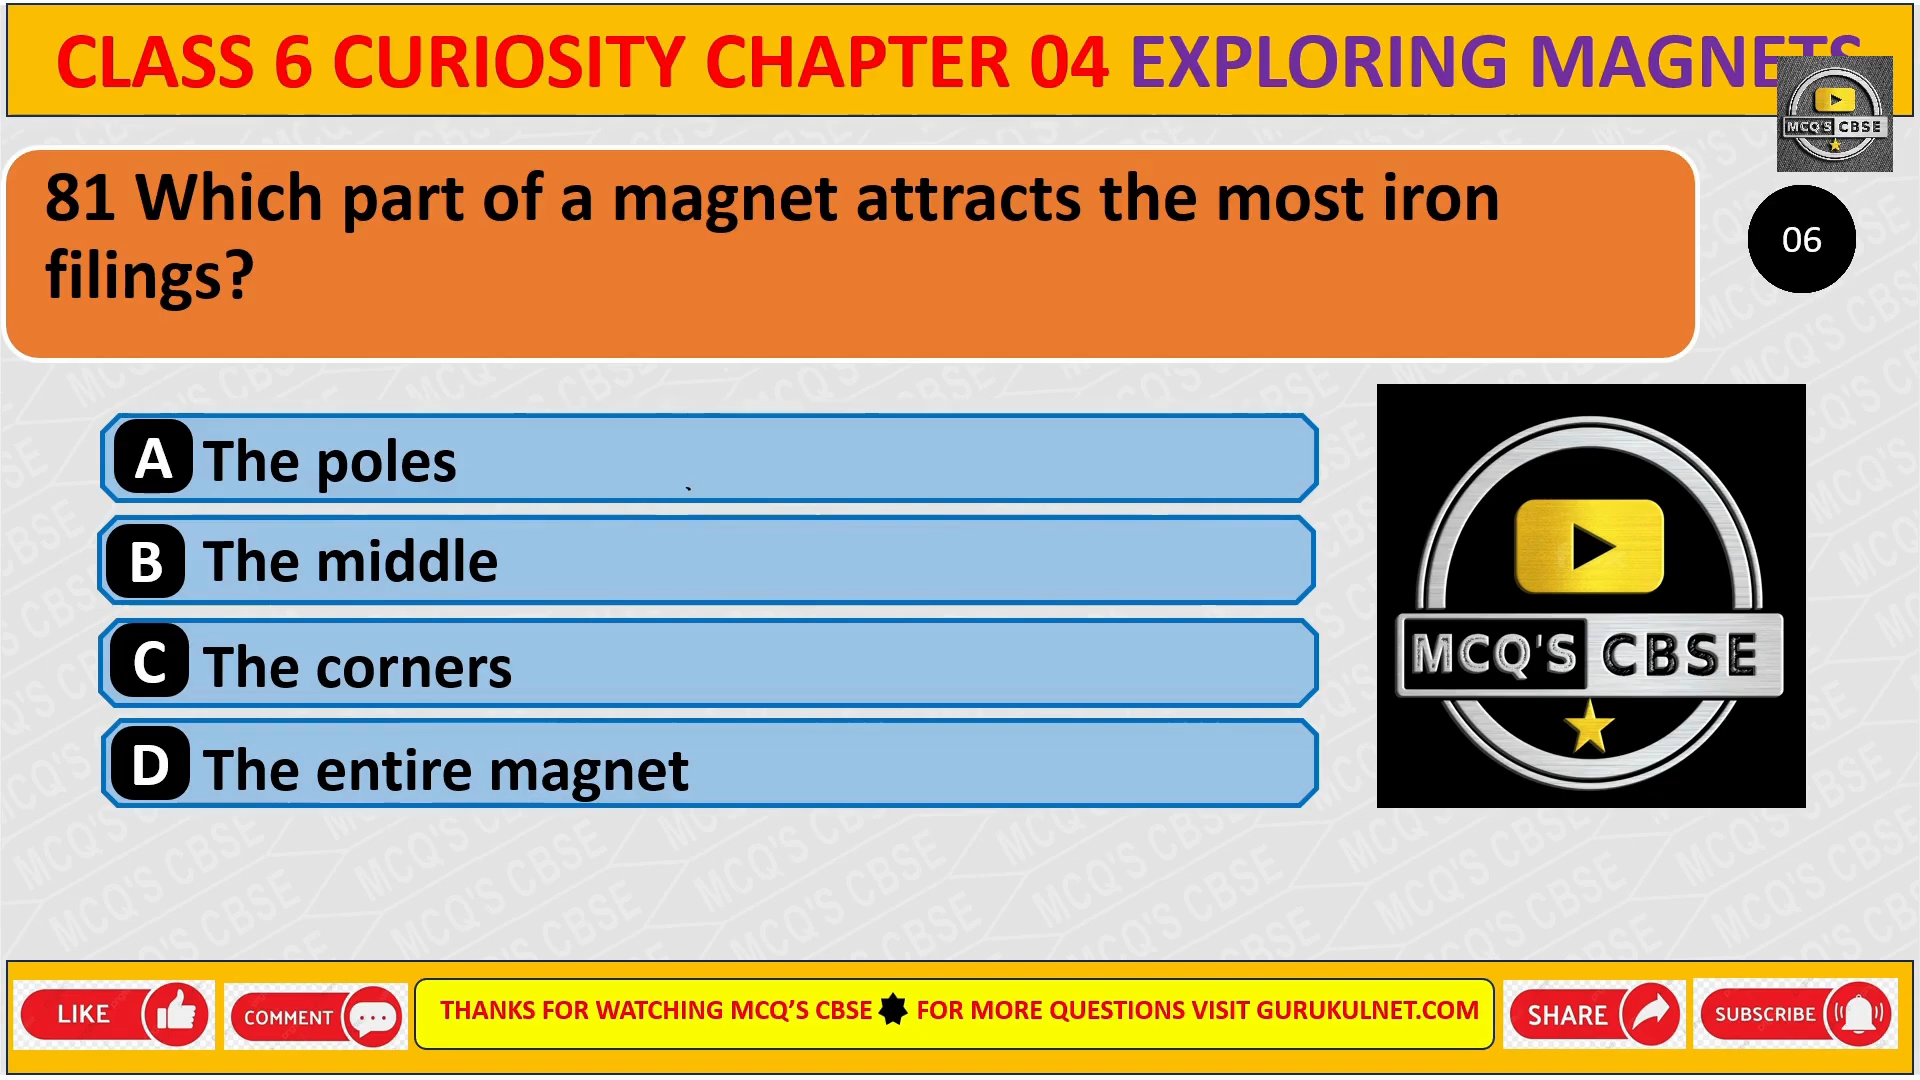 CLASS 6 CURIOSITY CHAPTER 04 EXPLORING MAGNETS
MCQ'S CBSE
81 Which part of a magnet attracts the most iron
filings?
06
A The poles
B The middle
C The corners
D The entire magnet
MCQ'S CBSE
LIKE
COMMENT
THANKS FOR WATCHING MCQ’S CBSE FOR MORE QUESTIONS VISIT GURUKULNET.COM
SHARE
SUBSCRIBE